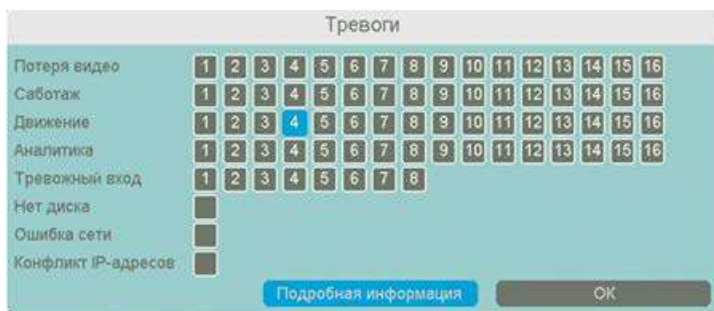 Тревоги
Потеря видео 1 2 3 4 5 6 7 8 9 10 11 12 13 14 15 16
Саботаж 1 2 3 4 5 6 7 8 9 10 11 12 13 14 15 16
Движение 1 2 3 4 5 6 7 8 9 10 11 12 13 14 15 16
Аналитика 1 2 3 4 5 6 7 8 9 10 11 12 13 14 15 16
Тревожный вход 1 2 3 4 5 6 7 8
Нет диска
Ошибка сети
Конфликт IP-адресов
Подробная информация OK